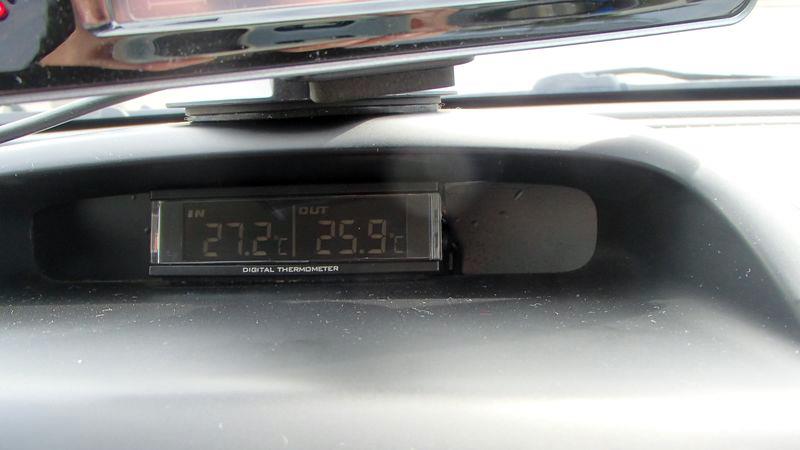 IN OUT
27.2℃ 25.9℃
DIGITAL THERMOMETER